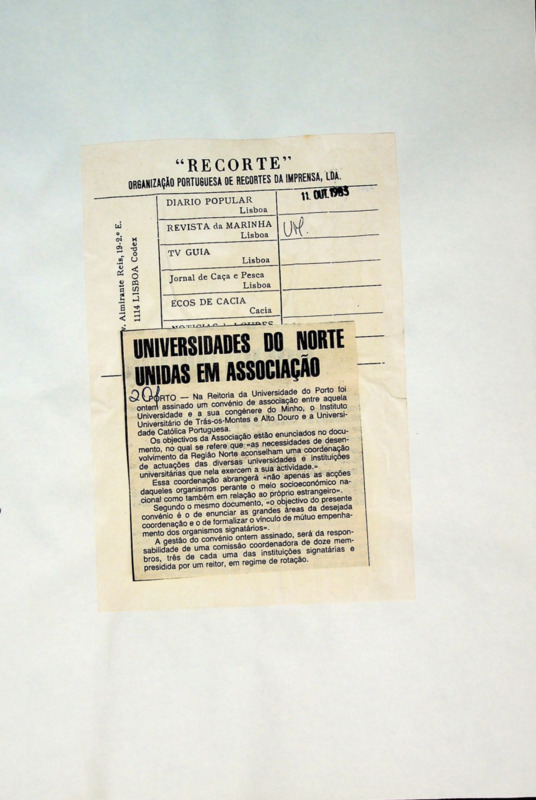 “RECORTE”
ORGANIZAÇÃO PORTUGUESA DE RECORTES DA IMPRENSA, LDA.
Almirante Reis, 19-2.º E.
1114 LISBOA Codex
DIARIO POPULAR
Lisboa
11 OUT. 1983
REVISTA da MARINHA
Lisboa
TV GUIA
Lisboa
Jornal de Caça e Pesca
Lisboa
ECOS DE CACIA
Cacia
UNIVERSIDADES DO NORTE
UNIDAS EM ASSOCIAÇÃO
PORTO — Na Reitoria da Universidade do Porto foi
ontem assinado um convénio de associação entre aquela
Universidade e a sua congénere do Minho, o Instituto
Universitário de Trás-os-Montes e Alto Douro e a Universi-
dade Católica Portuguesa.
Os objectivos da Associação estão enunciados no docu-
mento, no qual se refere que «as necessidades de desen-
volvimento da Região Norte aconselham uma coordenação
de actuações das diversas universidades e instituições
universitárias que nela exercem a sua actividade.»
Essa coordenação abrangerá «não apenas as acções
daqueles organismos perante o meio socioeconómico na-
cional como também em relação ao próprio estrangeiro».
Segundo o mesmo documento, «o objectivo do presente
convénio é o de enunciar as grandes áreas da desejada
coordenação e o de formalizar o vínculo de mútuo empenha-
mento dos organismos signatários».
A gestão do convénio ontem assinado, será da respon-
sabilidade de uma comissão coordenadora de doze mem-
bros, três de cada uma das instituições signatárias e
presidida por um reitor, em regime de rotação.